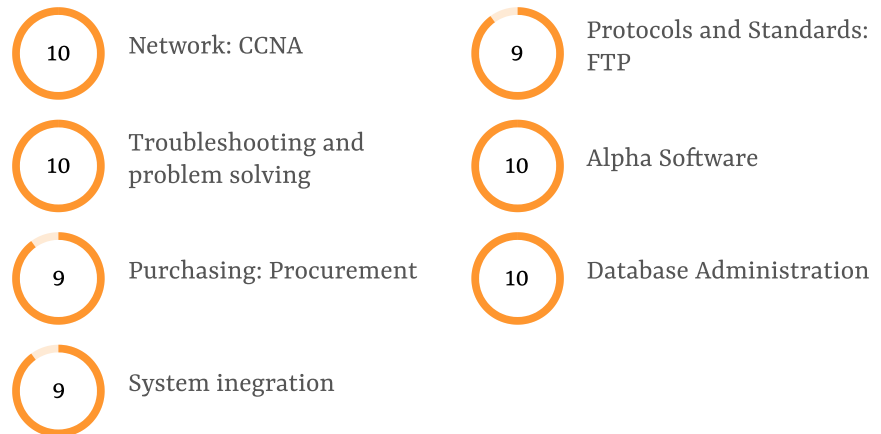 10
Network: CCNA
10
Troubleshooting and
problem solving
9
Purchasing: Procurement
9
System inegration
9
Protocols and Standards:
FTP
10
Alpha Software
10
Database Administration